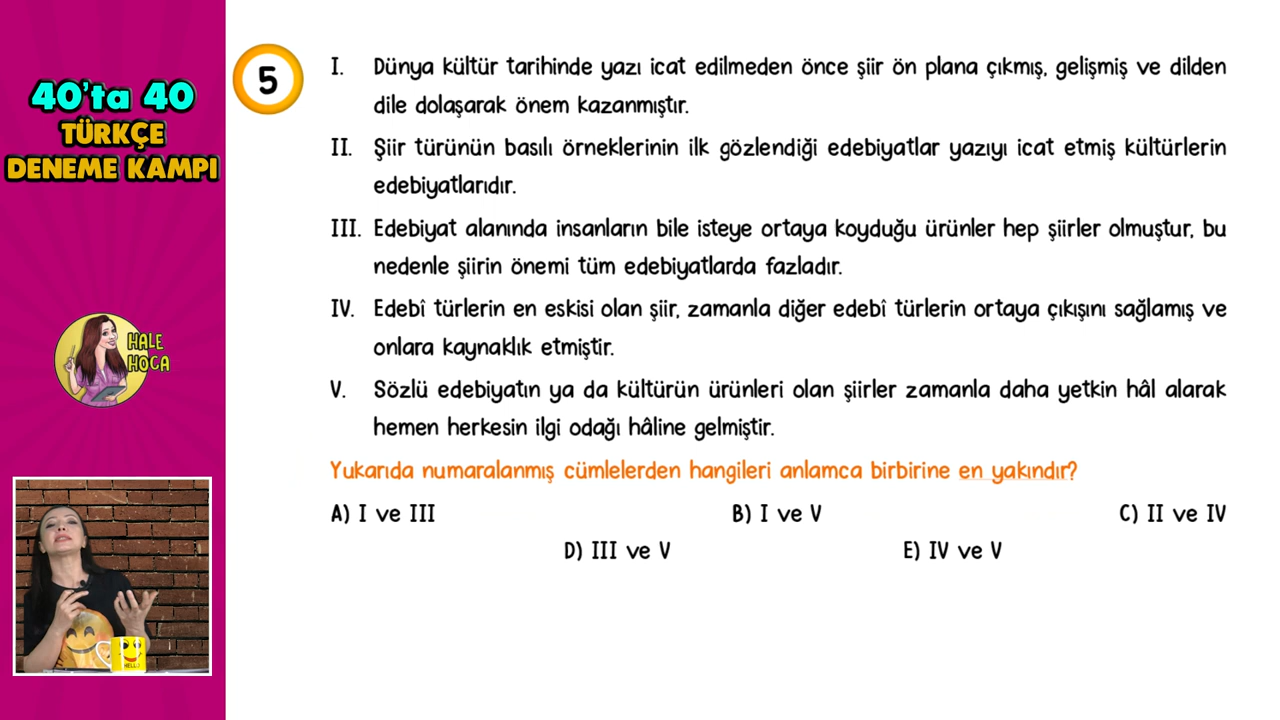 40'ta 40
TÜRKÇE
DENEME KAMPI
HALE
HOCA
HELLO
5
I. Dünya kültür tarihinde yazı icat edilmeden önce şiir ön plana çıkmış, gelişmiş ve dilden
dile dolaşarak önem kazanmıştır.
II. Şiir türünün basılı örneklerinin ilk gözlendiği edebiyatlar yazıyı icat etmiş kültürlerin
edebiyatlarıdır.
III. Edebiyat alanında insanların bile isteye ortaya koyduğu ürünler hep şiirler olmuştur, bu
nedenle şiirin önemi tüm edebiyatlarda fazladır.
IV. Edebî türlerin en eskisi olan şiir, zamanla diğer edebî türlerin ortaya çıkışını sağlamış ve
onlara kaynaklık etmiştir.
V. Sözlü edebiyatın ya da kültürün ürünleri olan şiirler zamanla daha yetkin hâl alarak
hemen herkesin ilgi odağı hâline gelmiştir.
Yukarıda numaralanmış cümlelerden hangileri anlamca birbirine en yakındır?
A) I ve III B) I ve V C) II ve IV
D) III ve V E) IV ve V